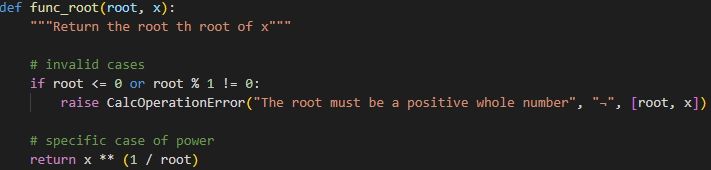 def func_root(root, x):
    """Return the root th root of x"""

    # invalid cases
    if root <= 0 or root % 1 != 0:
        raise CalcOperationError("The root must be a positive whole number", "¬", [root, x])

    # specific case of power
    return x ** (1 / root)